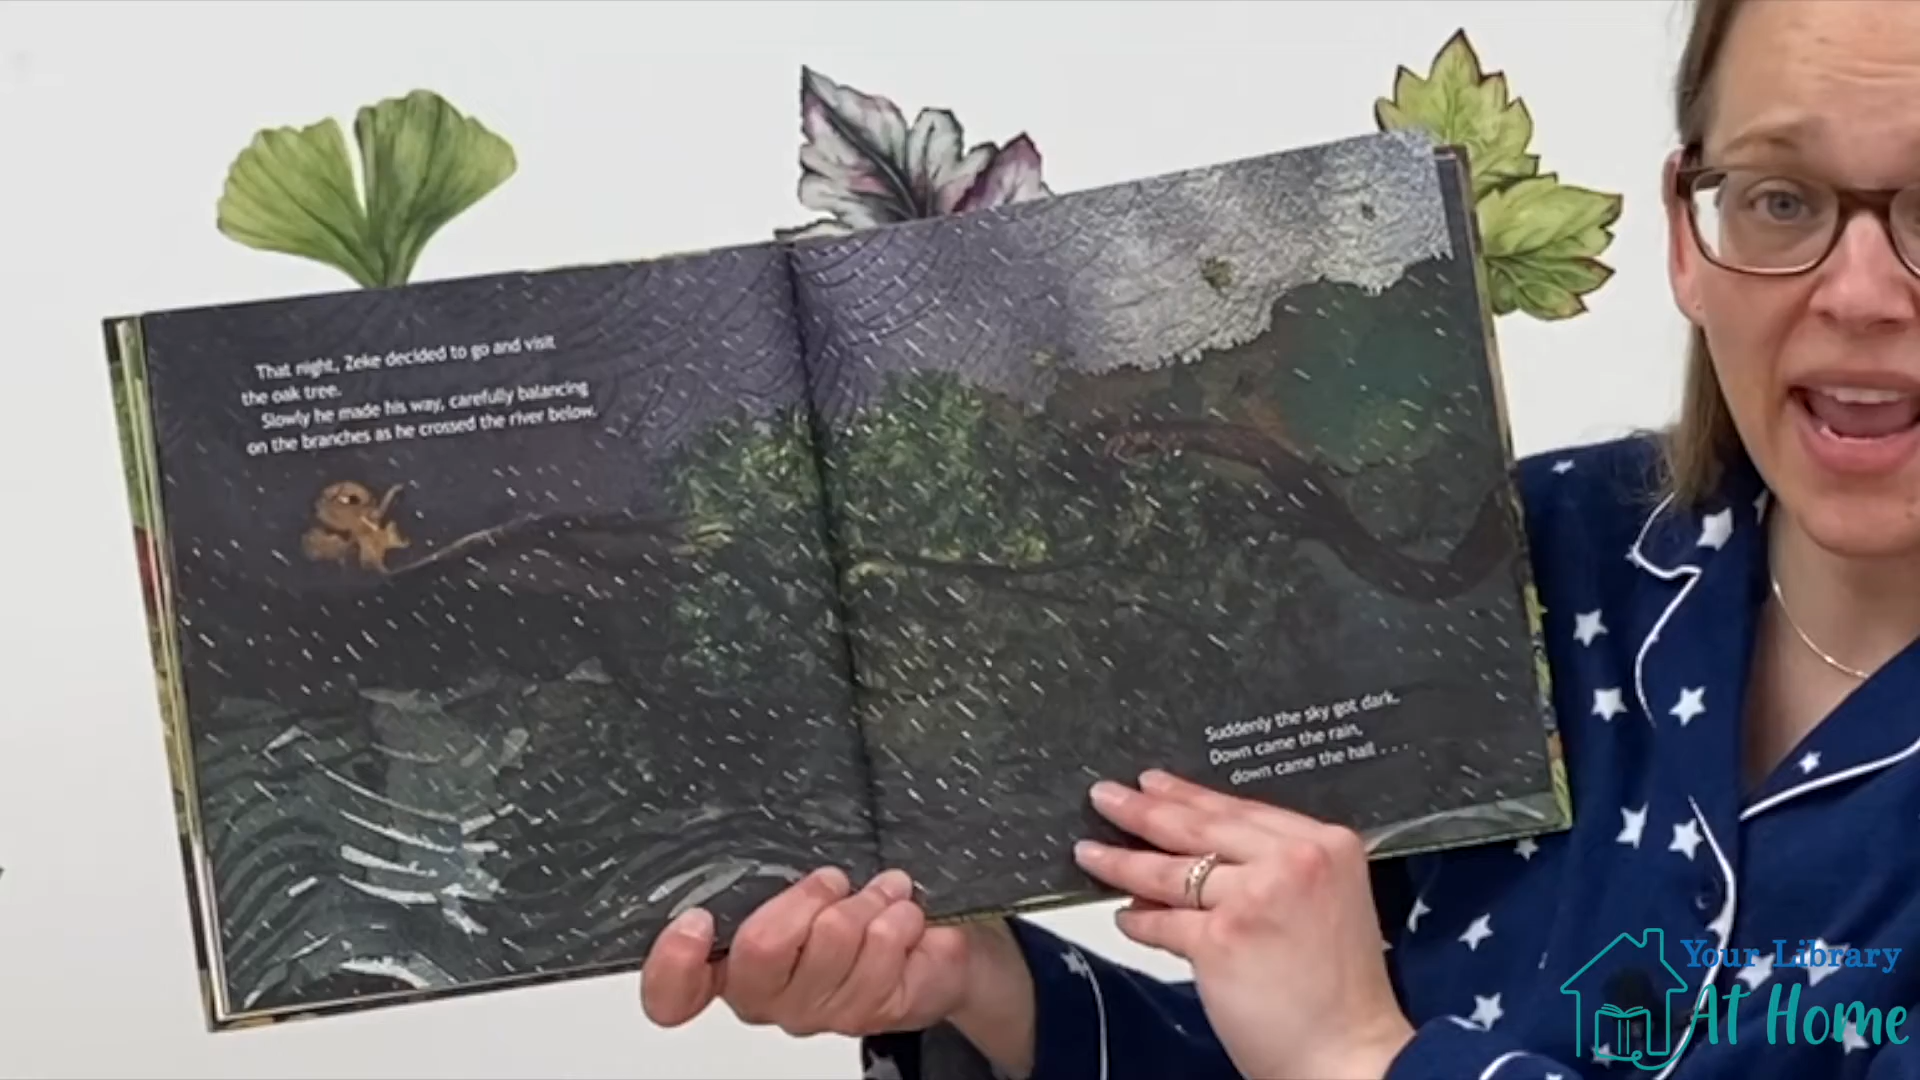 That night, Zeke decided to go and visit
the oak tree.
Slowly he made his way, carefully balancing
on the branches as he crossed the river below.
Suddenly the sky got dark.
Down came the rain,
down came the hail . . .
Your Library
At Home